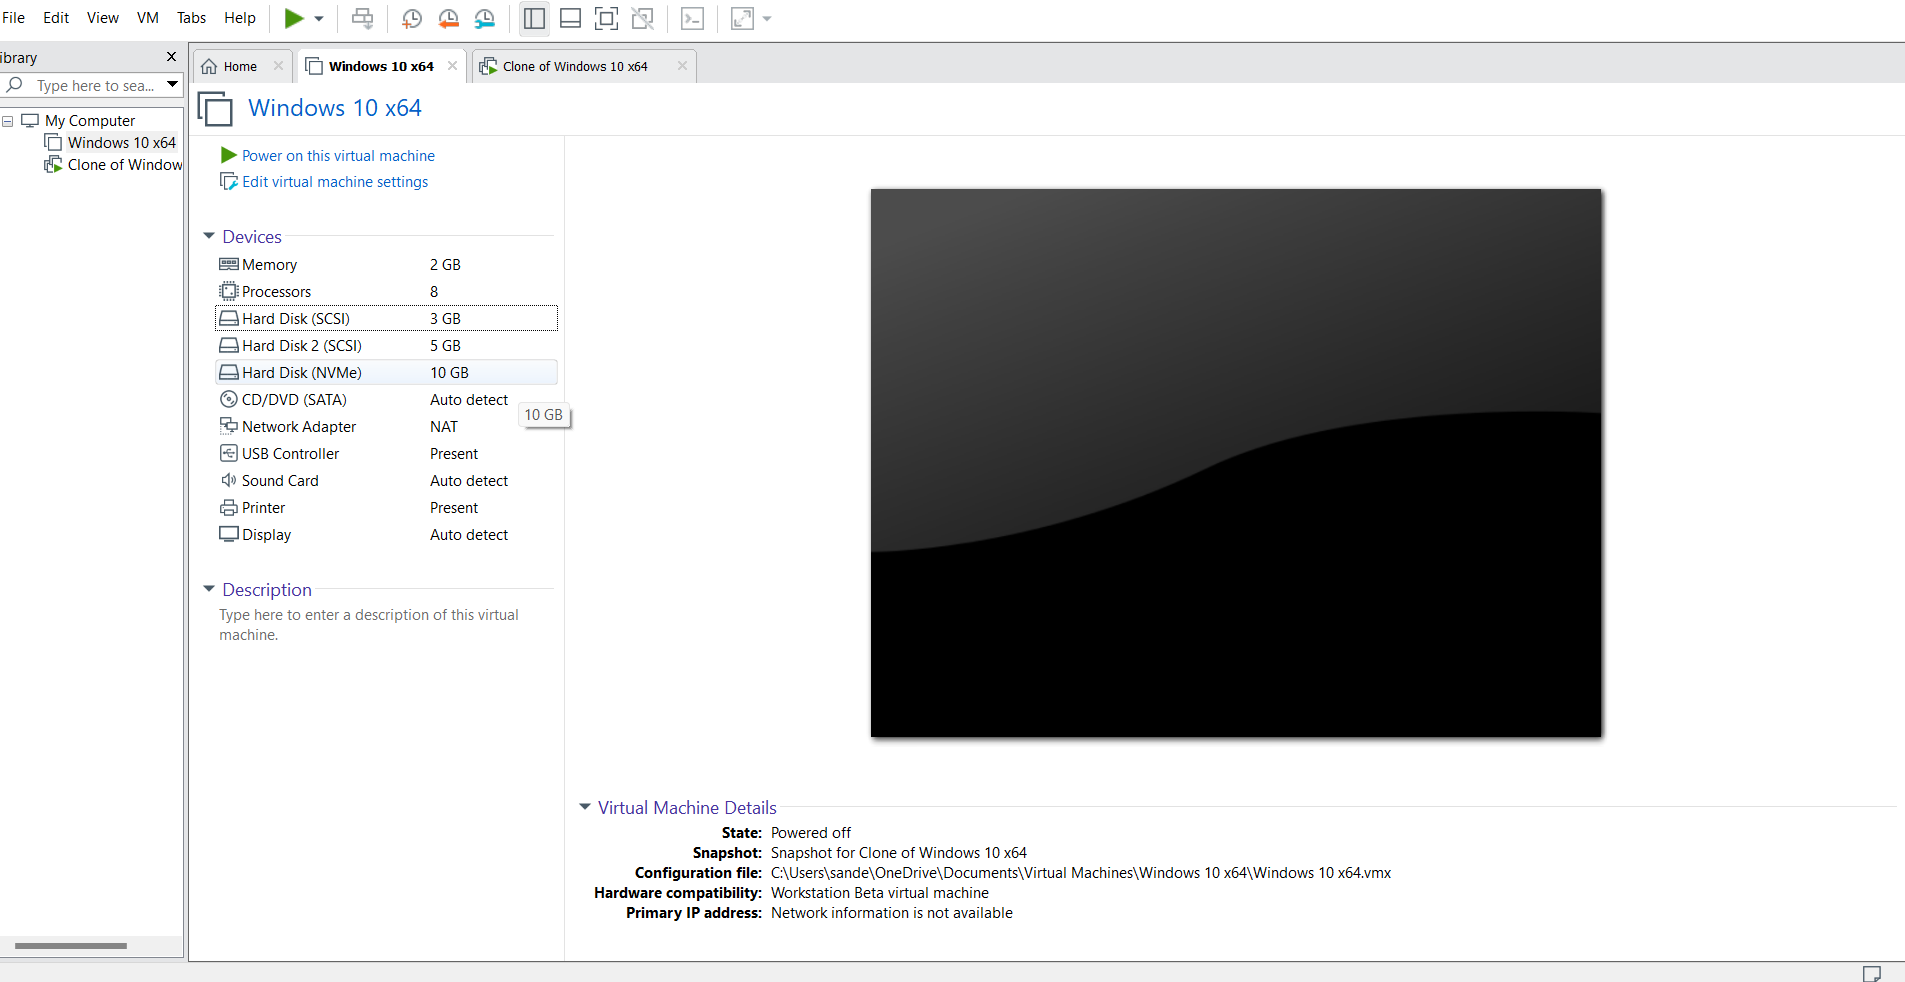 File Edit View VM Tabs Help
ibrary
Type here to sea...
My Computer
Windows 10 x64
Clone of Window
Home
Windows 10 x64
Clone of Windows 10 x64
Windows 10 x64
Power on this virtual machine
Edit virtual machine settings
Devices
Memory 2 GB
Processors 8
Hard Disk (SCSI) 3 GB
Hard Disk 2 (SCSI) 5 GB
Hard Disk (NVMe) 10 GB
CD/DVD (SATA) Auto detect
10 GB
Network Adapter NAT
USB Controller Present
Sound Card Auto detect
Printer Present
Display Auto detect
Description
Type here to enter a description of this virtual
machine.
Virtual Machine Details
State: Powered off
Snapshot: Snapshot for Clone of Windows 10 x64
Configuration file: C:\Users\sande\OneDrive\Documents\Virtual Machines\Windows 10 x64\Windows 10 x64.vmx
Hardware compatibility: Workstation Beta virtual machine
Primary IP address: Network information is not available